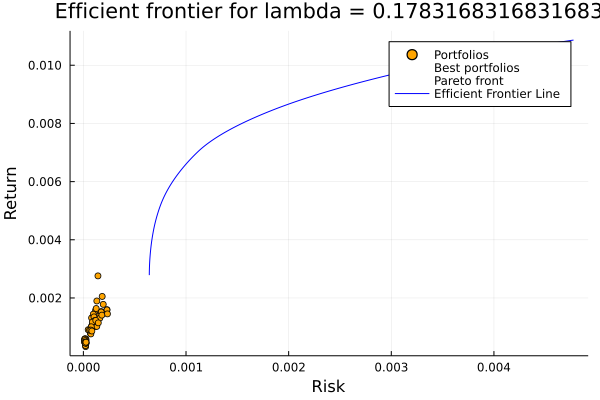 Efficient frontier for lambda = 0.1783168316831683
Portfolios
Best portfolios
Pareto front
Efficient Frontier Line
Return
0.010
0.008
0.006
0.004
0.002
0.000
0.001
0.002
0.003
0.004
Risk